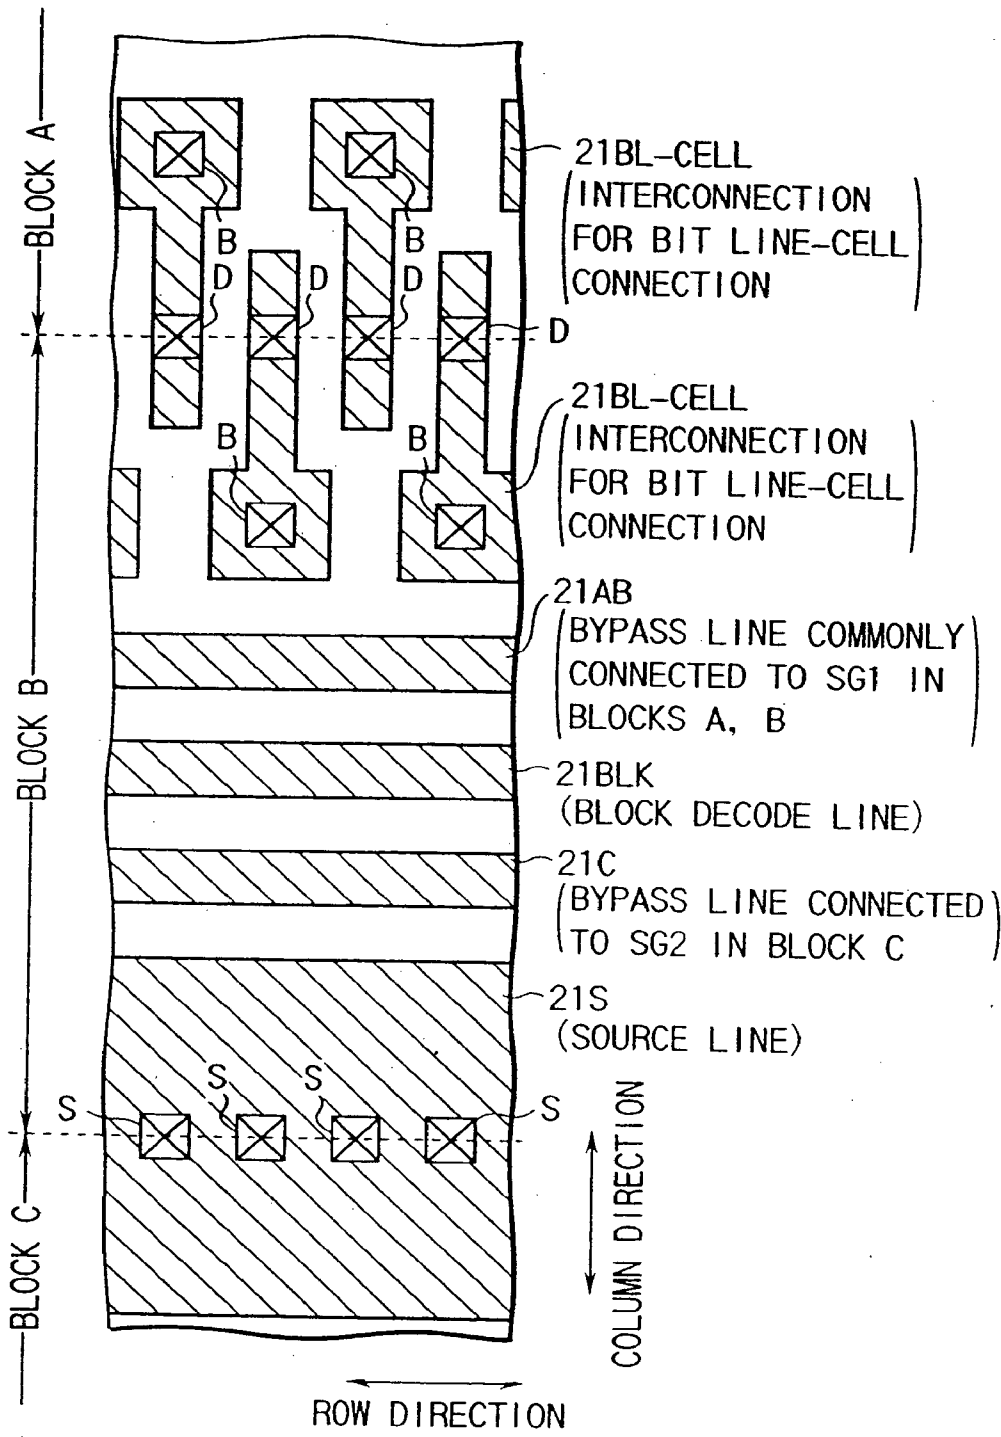 BLOCK A
21BL-CELL
(INTERCONNECTION
FOR BIT LINE-CELL
CONNECTION)
B
B
D
D
D
D
21BL-CELL
(INTERCONNECTION
FOR BIT LINE-CELL
CONNECTION)
B
B
BLOCK B
21AB
(BYPASS LINE COMMONLY
CONNECTED TO SG1 IN
BLOCKS A, B)
21BLK
(BLOCK DECODE LINE)
21C
(BYPASS LINE CONNECTED
TO SG2 IN BLOCK C)
21S
(SOURCE LINE)
S
S
S
S
BLOCK C
COLUMN DIRECTION
ROW DIRECTION